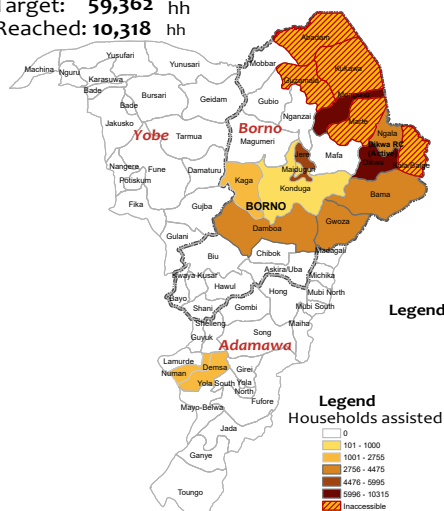 Target: 59,362 hh
Reached: 10,318 hh
Abadam
Yusufari
Mobbar
Kukawa
Machina
Nguru
Yunusari
Karasuwa
Guzamala
Bade
Bursari
Geidam
Gubio
Monguno
Bade
Nganzai
Marte
Jakusko
Yobe
Tarmua
Borno
Magumeri
Ngala
Dikwa RC
(Active)
Jere
Mafa
Dikwa
Kala/Balge
Nangere
Fune
Damaturu
Maiduguri
Potiskum
Kaga
Konduga
Bama
Fika
Gujba
BORNO
Gulani
Damboa
Gwoza
Biu
Chibok
Madagali
Askira/Uba
Kwaya Kusar
Michika
Hawul
Hong
Mubi North
Bayo
Shani
Gombi
Mubi South
Shelleng
Song
Maiha
Guyuk
Adamawa
Lamurde
Demsa
Girei
Numan
Yola South
Yola
North
Mayo-Belwa
Fufore
Jada
Ganye
Toungo
Legend
Legend
Households assisted
0
101 - 1000
1001 - 2755
2756 - 4475
4476 - 5995
5996 - 10315
Inaccessible